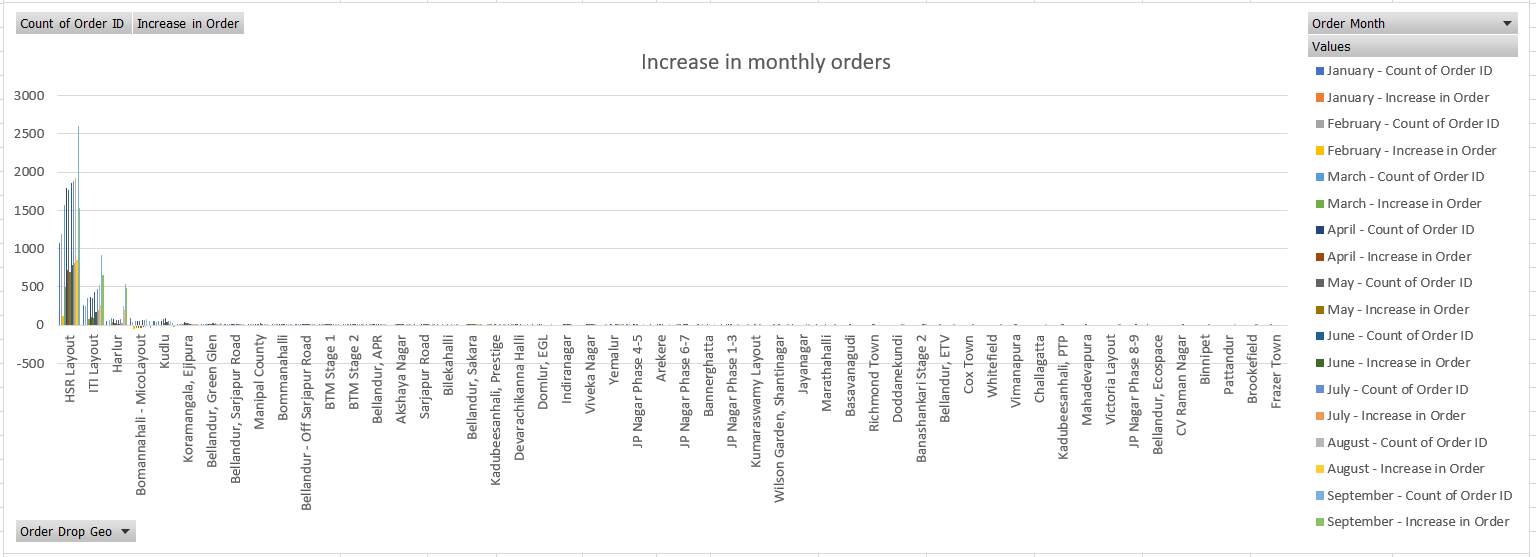 Count of Order ID Increase in Order
Order Month
Values
Increase in monthly orders
January - Count of Order ID
January - Increase in Order
February - Count of Order ID
February - Increase in Order
March - Count of Order ID
March - Increase in Order
April - Count of Order ID
April - Increase in Order
May - Count of Order ID
May - Increase in Order
June - Count of Order ID
June - Increase in Order
July - Count of Order ID
July - Increase in Order
August - Count of Order ID
August - Increase in Order
September - Count of Order ID
September - Increase in Order
3000
2500
2000
1500
1000
500
0
-500
HSR Layout
ITI Layout
Harlur
Bomannahali - MicoLayout
Kudlu
Koramangala, Ejipura
Bellandur, Green Glen
Bellandur, Sarjapur Road
Manipal County
Bommanahalli
Bellandur - Off Sarjapur Road
BTM Stage 1
BTM Stage 2
Bellandur, APR
Akshaya Nagar
Sarjapur Road
Bilekahalli
Bellandur, Sakara
Kadubeesanhali, Prestige
Devarachikanna Halli
Domlur, EGL
Indiranagar
Viveka Nagar
Yemalur
JP Nagar Phase 4-5
Arekere
JP Nagar Phase 6-7
Bannerghatta
JP Nagar Phase 1-3
Kumaraswamy Layout
Wilson Garden, Shantinagar
Jayanagar
Marathahalli
Basavanagudi
Richmond Town
Doddanekundi
Banashankari Stage 2
Bellandur, ETV
Cox Town
Whitefield
Vimanapura
Challagatta
Kadubeesanhali, PTP
Mahadevapura
Victoria Layout
JP Nagar Phase 8-9
Bellandur, Ecospace
CV Raman Nagar
Binnipet
Pattandur
Brookefield
Frazer Town
Order Drop Geo